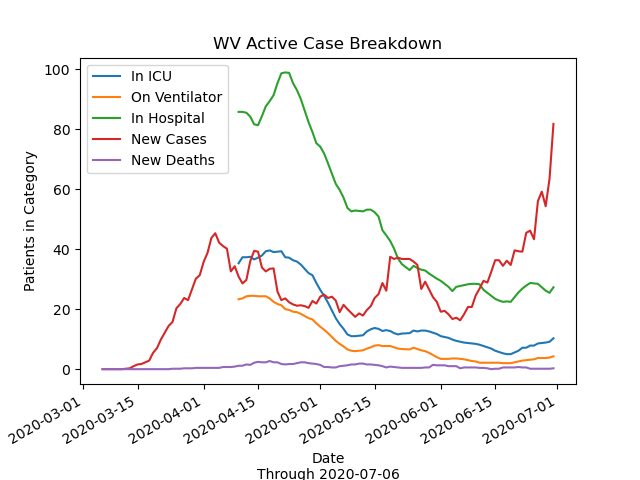 WV Active Case Breakdown
In ICU
On Ventilator
In Hospital
New Cases
New Deaths
Patients in Category
100
80
60
40
20
0
2020-03-01
2020-03-15
2020-04-01
2020-04-15
2020-05-01
2020-05-15
2020-06-01
2020-06-15
2020-07-01
Date
Through 2020-07-06